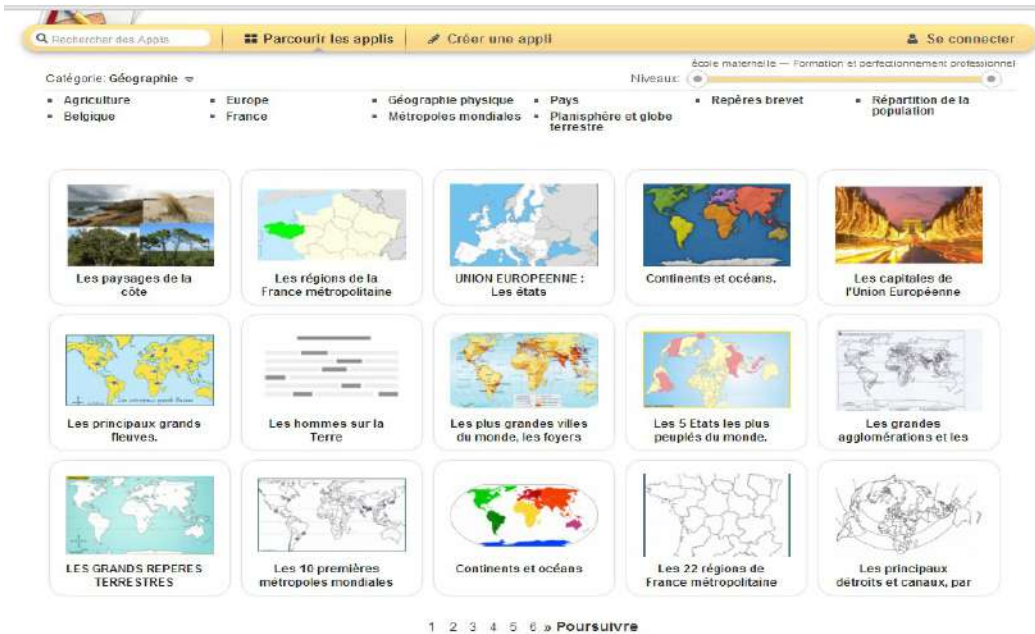 Rechercher des Applis
Parcourir les applis
Créer une appli
Se connecter
Catégorie: Géographie
Niveaux:
école maternelle — Formation et perfectionnement professionnel
Agriculture
Europe
Géographie physique
Pays
Repères brevet
Répartition de la
population
Belgique
France
Métropoles mondiales
Planisphère et globe
terrestre
Les paysages de la
côte
Les régions de la
France métropolitaine
UNION EUROPEENNE :
Les états
Continents et océans.
Les capitales de
l'Union Européenne
Les principaux grands
fleuves.
Les hommes sur la
Terre
Les plus grandes villes
du monde, les foyers
Les 5 Etats les plus
peuplés du monde.
Les grandes
agglomérations et les
LES GRANDS REPERES
TERRESTRES
Les 10 premières
métropoles mondiales
Continents et océans
Les 22 régions de
France métropolitaine
Les principaux
détroits et canaux, par
1 2 3 4 5 6 » Poursuivre